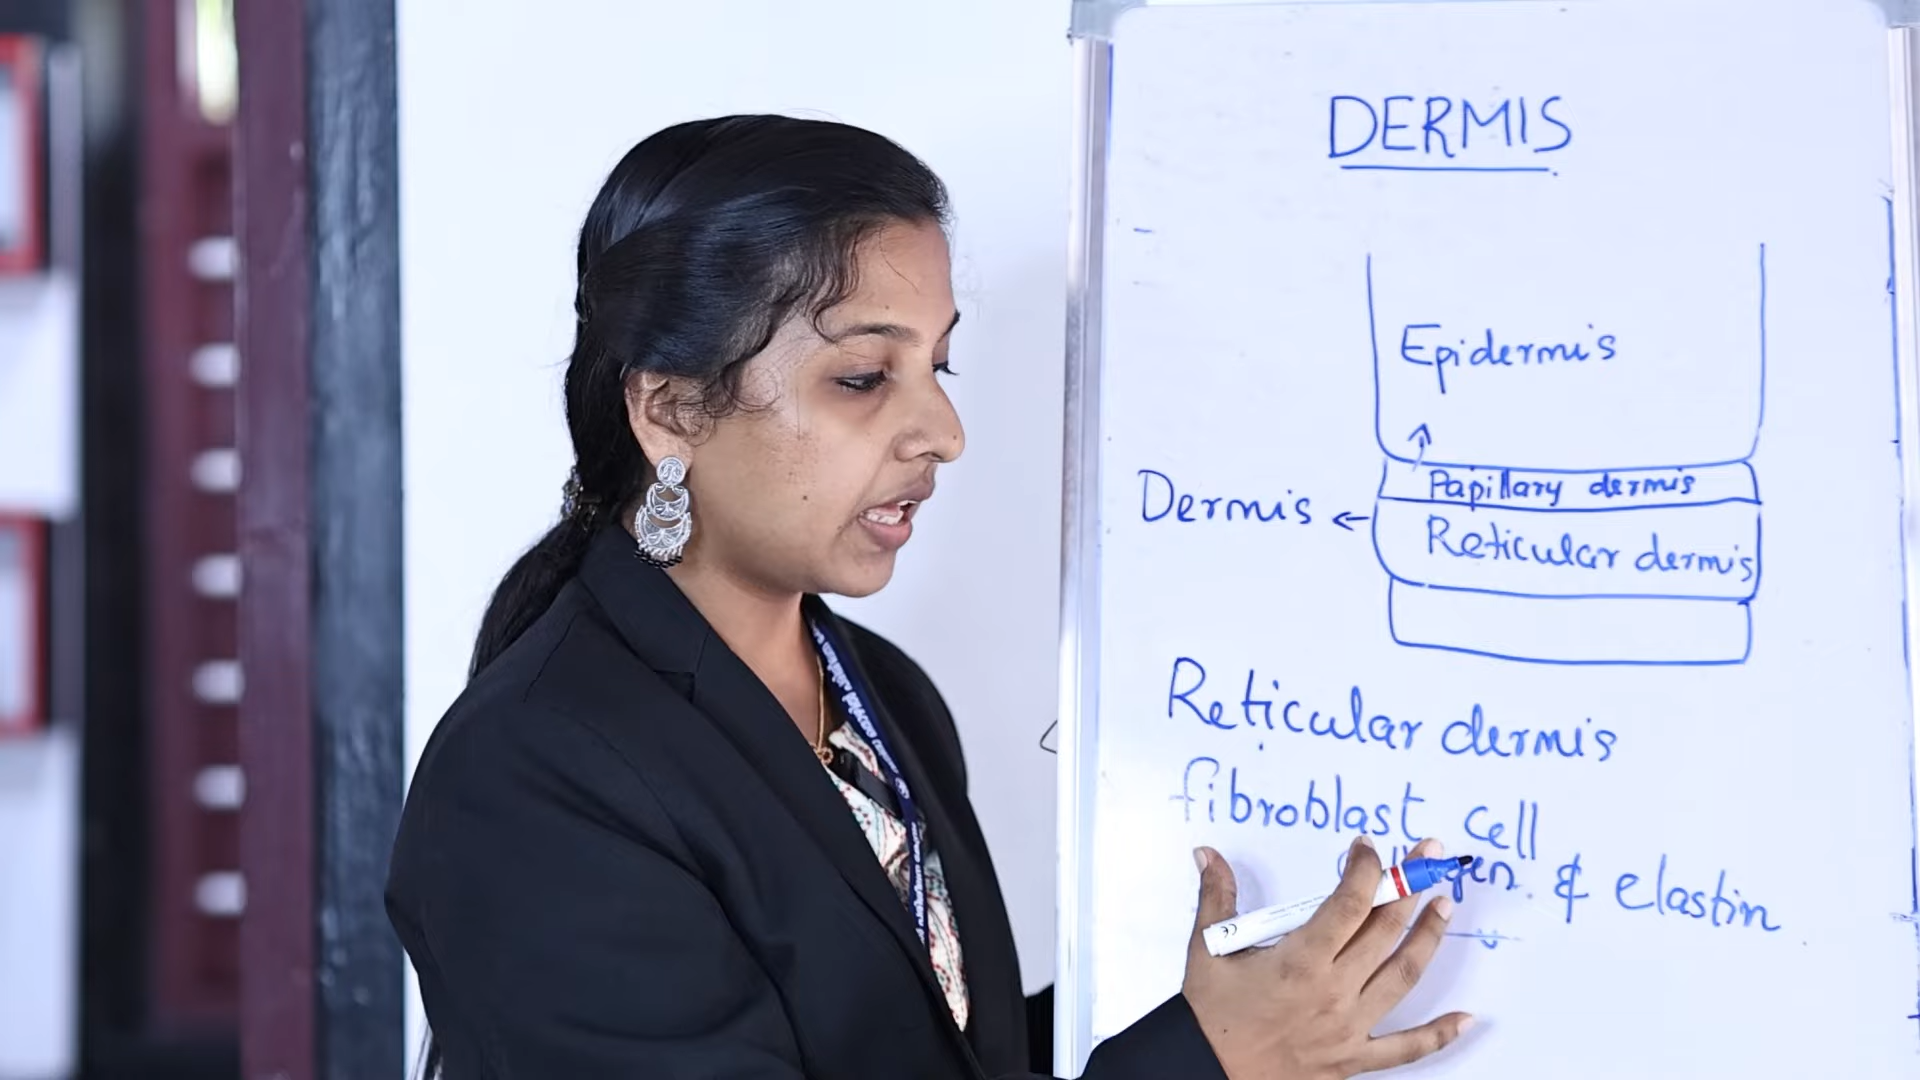 DERMIS
Epidermis
Papillary dermis
Dermis ← Reticular dermis
Reticular dermis
fibroblast cell
& elastin